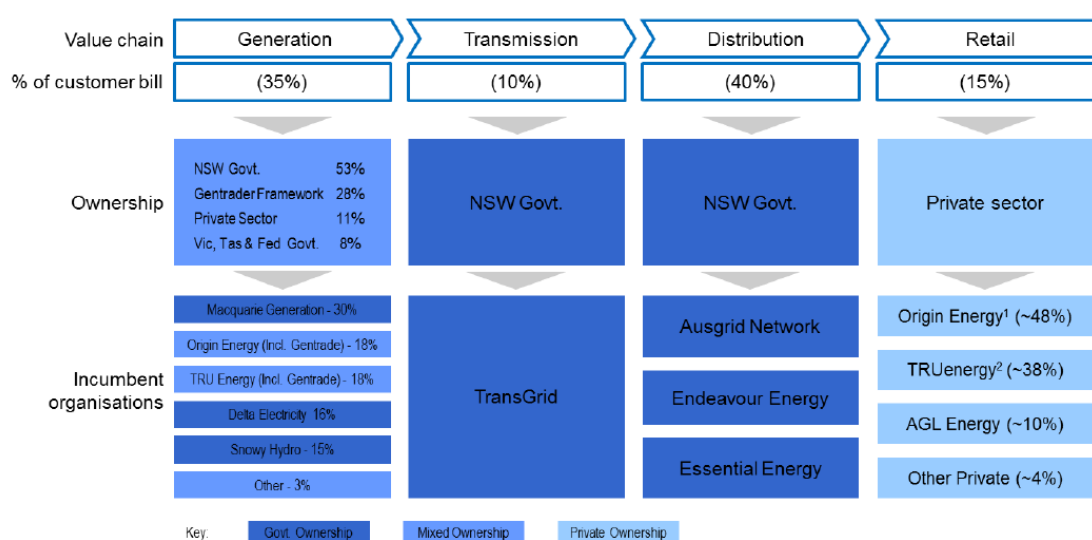 Value chain Generation Transmission Distribution Retail
% of customer bill (35%) (10%) (40%) (15%)
Ownership
NSW Govt. 53%
Gentrader Framework 28%
Private Sector 11%
Vic, Tas & Fed Govt. 8%
NSW Govt.
NSW Govt.
Private sector
Incumbent
organisations
Macquarie Generation - 30%
Origin Energy (Incl. Gentrade) - 18%
TRU Energy (Incl. Gentrade) - 18%
Delta Electricity 16%
Snowy Hydro - 15%
Other - 3%
TransGrid
Ausgrid Network
Endeavour Energy
Essential Energy
Origin Energy¹ (~48%)
TRUenergy² (~38%)
AGL Energy (~10%)
Other Private (~4%)
Key: Govt. Ownership Mixed Ownership Private Ownership